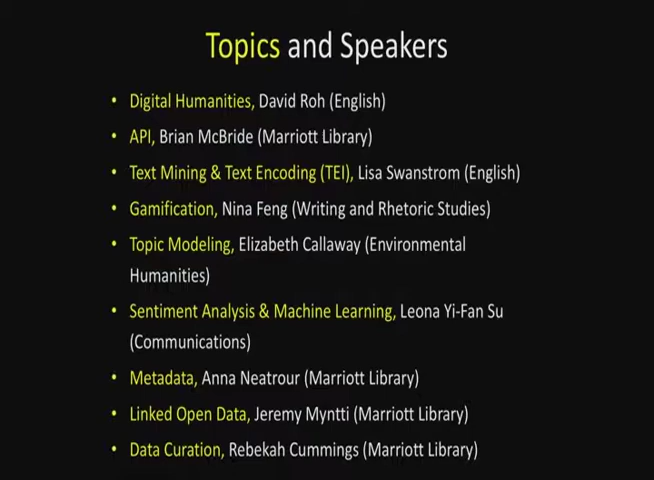 Topics and Speakers
• Digital Humanities, David Roh (English)
• API, Brian McBride (Marriott Library)
• Text Mining & Text Encoding (TEI), Lisa Swanstrom (English)
• Gamification, Nina Feng (Writing and Rhetoric Studies)
• Topic Modeling, Elizabeth Callaway (Environmental
Humanities)
• Sentiment Analysis & Machine Learning, Leona Yi-Fan Su
(Communications)
• Metadata, Anna Neatrour (Marriott Library)
• Linked Open Data, Jeremy Myntti (Marriott Library)
• Data Curation, Rebekah Cummings (Marriott Library)